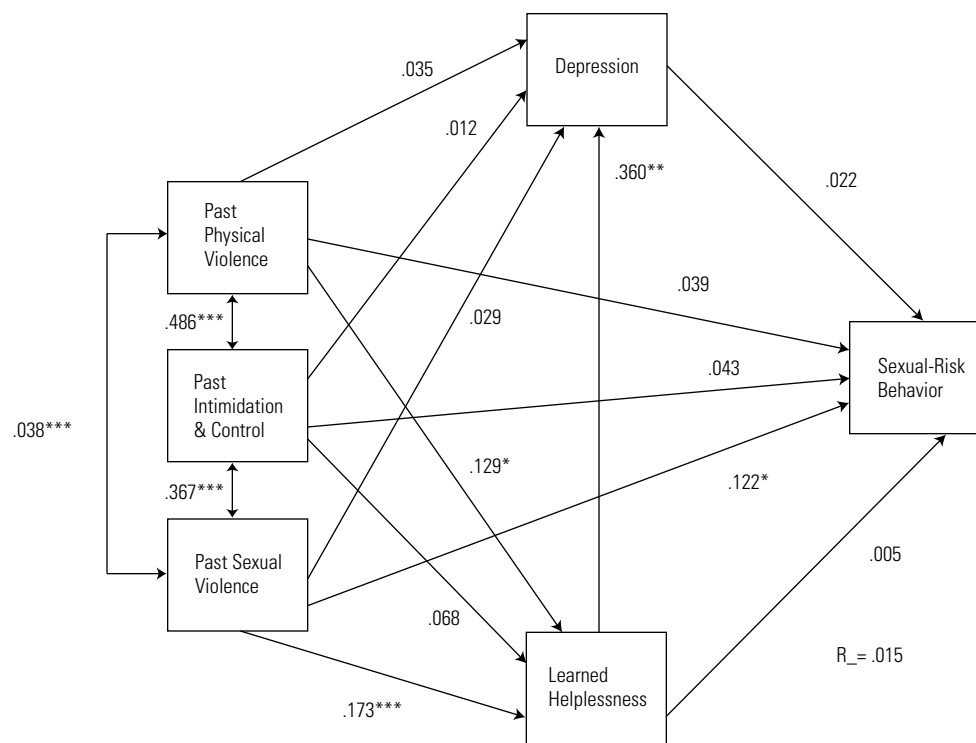 Depression
.035
.012
.360**
.022
Past
Physical
Violence
.039
.029
.486***
Sexual-Risk
Behavior
.043
Past
Intimidation
& Control
.038***
.129*
.122*
.367***
Past Sexual
Violence
.005
.068
R_= .015
Learned
Helplessness
.173***